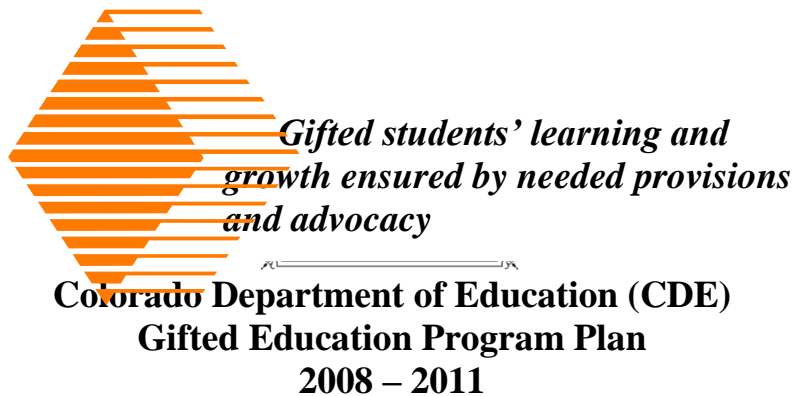 Gifted students’ learning and
growth ensured by needed provisions
and advocacy
Colorado Department of Education (CDE)
Gifted Education Program Plan
2008 – 2011